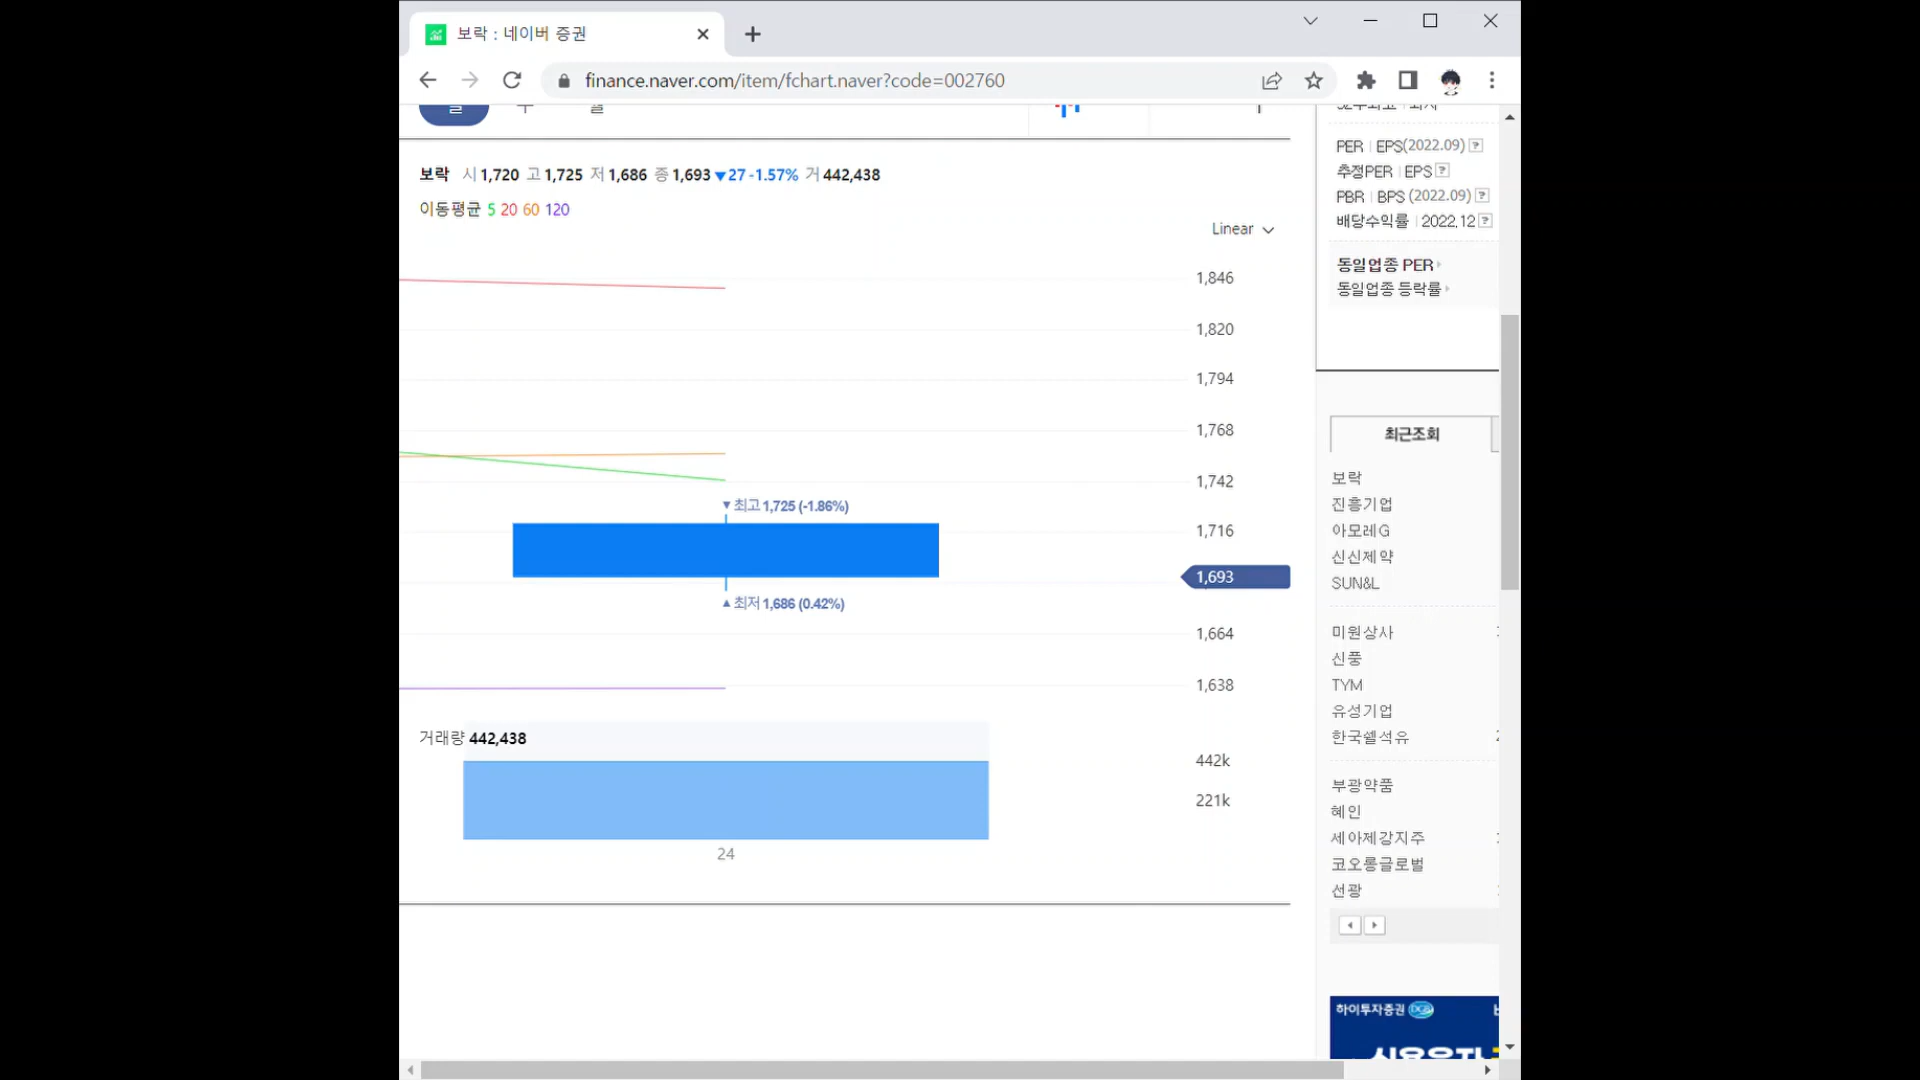 보락 : 네이버 증권
finance.naver.com/item/fchart.naver?code=002760
보락 시 1,720 고 1,725 저 1,686 종 1,693 ▼27 -1.57% 거 442,438
이동평균 5 20 60 120
Linear
1,846
1,820
1,794
1,768
1,742
1,716
1,693
1,664
1,638
▼최고 1,725 (-1.86%)
▲최저 1,686 (0.42%)
거래량 442,438
442k
221k
24
PER | EPS(2022.09) ?
추정PER | EPS ?
PBR | BPS (2022.09) ?
배당수익률 | 2022.12 ?
동일업종 PER
동일업종 등락률
최근조회
보락
진흥기업
아모레G
신신제약
SUN&L
미원상사
신풍
TYM
유성기업
한국쉘석유
부광약품
혜인
세아제강지주
코오롱글로벌
선광
하이투자증권 DGB